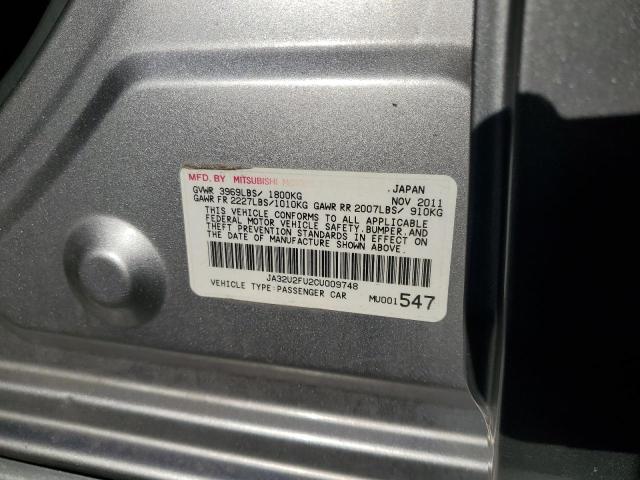 MFD. BY MITSUBISHI JAPAN
GVWR 3969LBS/ 1800KG NOV 2011
GAWR FR 2227LBS/1010KG GAWR RR 2007LBS/ 910KG
THIS VEHICLE CONFORMS TO ALL APPLICABLE
FEDERAL MOTOR VEHICLE SAFETY,BUMPER,AND
THEFT PREVENTION STANDARDS IN EFFECT ON
THE DATE OF MANUFACTURE SHOWN ABOVE.
JA32U2FU2CU009748
VEHICLE TYPE:PASSENGER CAR MU001547